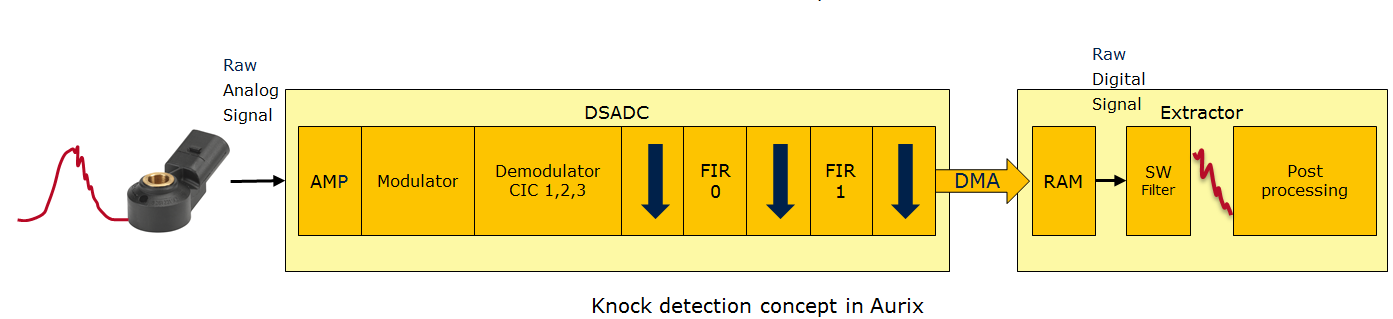 Raw
Analog
Signal
DSADC
AMP
Modulator
Demodulator
CIC 1,2,3
FIR
0
FIR
1
DMA
Raw
Digital
Signal
Extractor
RAM
SW
Filter
Post
processing
Knock detection concept in Aurix